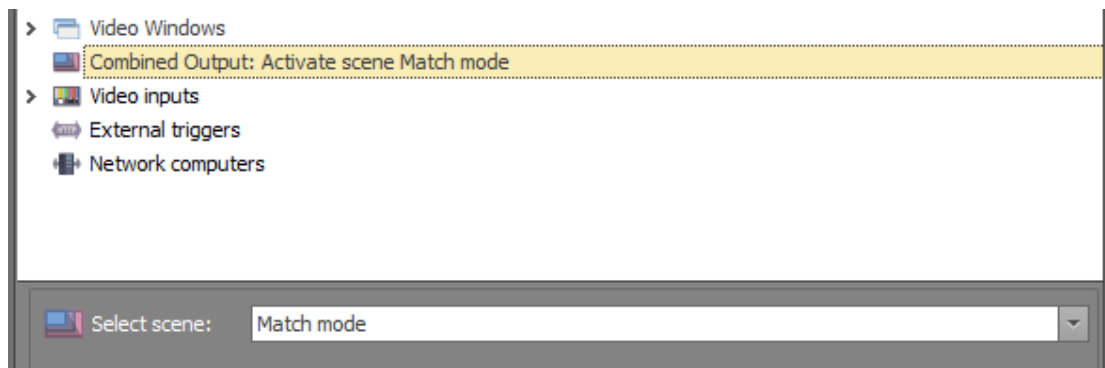 Video Windows
Combined Output: Activate scene Match mode
Video inputs
External triggers
Network computers
Select scene: Match mode